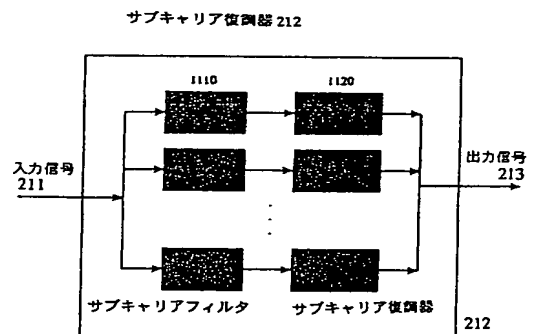 サブキャリア復調器 212
1110
1120
入力信号
211
出力信号
213
サブキャリアフィルタ
サブキャリア復調器
212